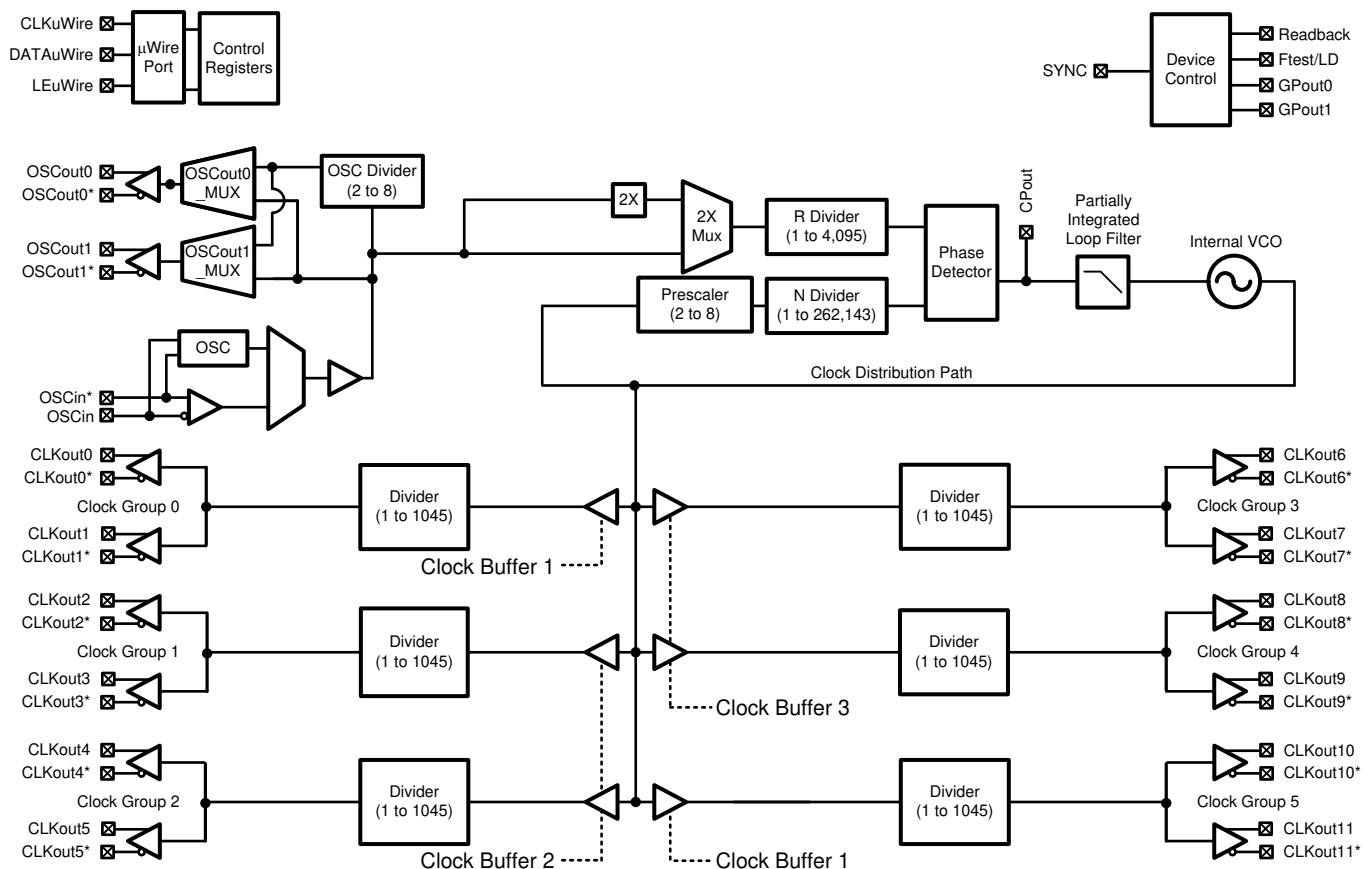 CLKuWire
DATAuWire
LEuWire
µWire
Port
Control
Registers
SYNC
Device
Control
Readback
Ftest/LD
GPout0
GPout1
OSCout0
OSCout0*
OSCout0
_MUX
OSC Divider
(2 to 8)
OSCout1
OSCout1*
OSCout1
_MUX
2X
2X
Mux
R Divider
(1 to 4,095)
Phase
Detector
CPout
Partially
Integrated
Loop Filter
Internal VCO
Prescaler
(2 to 8)
N Divider
(1 to 262,143)
OSC
OSCin*
OSCin
Clock Distribution Path
CLKout0
CLKout0*
Clock Group 0
CLKout1
CLKout1*
Divider
(1 to 1045)
Clock Buffer 1
Divider
(1 to 1045)
CLKout6
CLKout6*
Clock Group 3
CLKout7
CLKout7*
CLKout2
CLKout2*
Clock Group 1
CLKout3
CLKout3*
Divider
(1 to 1045)
Clock Buffer 3
Divider
(1 to 1045)
CLKout8
CLKout8*
Clock Group 4
CLKout9
CLKout9*
CLKout4
CLKout4*
Clock Group 2
CLKout5
CLKout5*
Divider
(1 to 1045)
Clock Buffer 2
Clock Buffer 1
Divider
(1 to 1045)
CLKout10
CLKout10*
Clock Group 5
CLKout11
CLKout11*